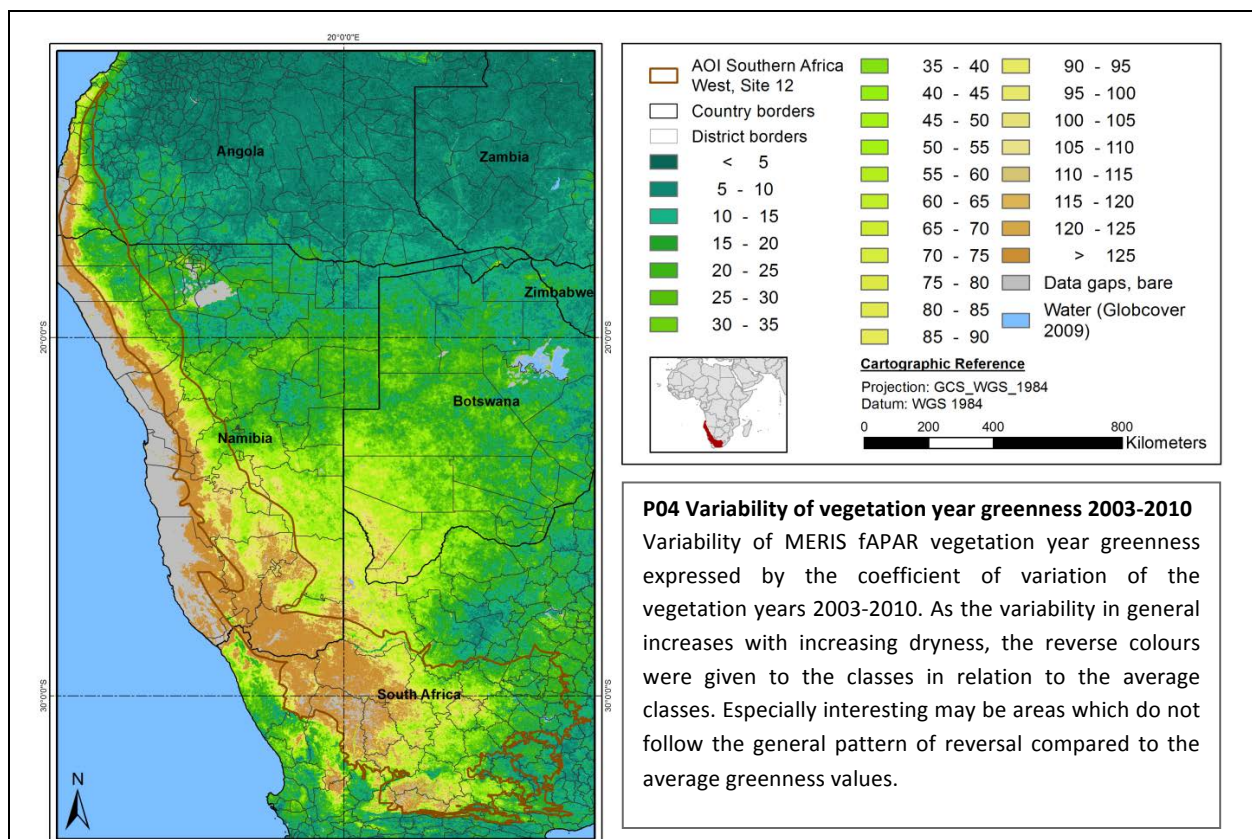 20°0'0"E
Angola
Zambia
Zimbabwe
20°0'0"S
20°0'0"S
Botswana
Namibia
30°0'0"S
30°0'0"S
South Africa
N
20°0'0"E
AOI Southern Africa
West, Site 12
Country borders
District borders
< 5
5 - 10
10 - 15
15 - 20
20 - 25
25 - 30
30 - 35
35 - 40
40 - 45
45 - 50
50 - 55
55 - 60
60 - 65
65 - 70
70 - 75
75 - 80
80 - 85
85 - 90
90 - 95
95 - 100
100 - 105
105 - 110
110 - 115
115 - 120
120 - 125
> 125
Data gaps, bare
Water (Globcover
2009)
Cartographic Reference
Projection: GCS_WGS_1984
Datum: WGS 1984
0 200 400 800
Kilometers
P04 Variability of vegetation year greenness 2003-2010
Variability of MERIS fAPAR vegetation year greenness
expressed by the coefficient of variation of the
vegetation years 2003-2010. As the variability in general
increases with increasing dryness, the reverse colours
were given to the classes in relation to the average
classes. Especially interesting may be areas which do not
follow the general pattern of reversal compared to the
average greenness values.